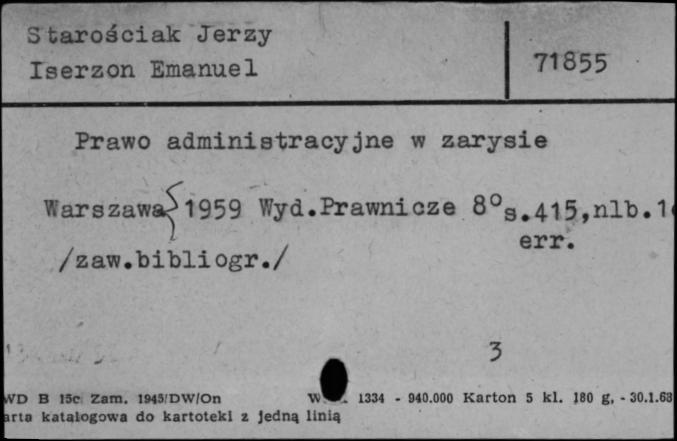 Starościak Jerzy
Iserzon Emanuel
71855
Prawo administracyjne w zarysie
Warszawa 1959 Wyd.Prawnicze 8° s.415,nlb.1
err.
/zaw.bibliogr./
3
WD B 15c Zam. 1945/DW/On 1334 - 940.000 Karton 5 kl. 180 g. - 30.1.63
arta katalogowa do kartoteki z jedną linią